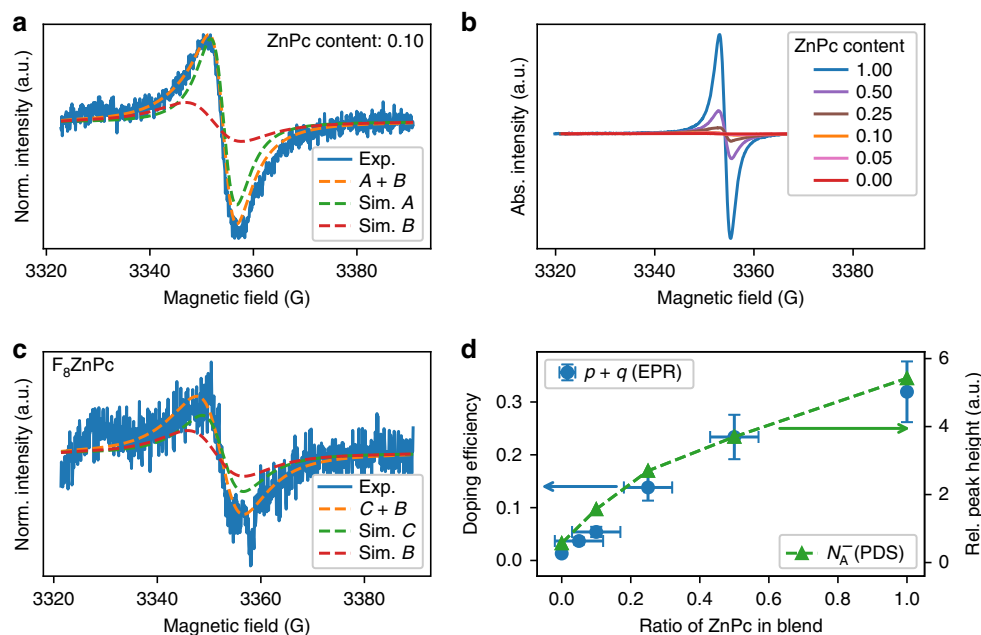 a
ZnPc content: 0.10
Norm. intensity (a.u.)
Exp.
A + B
Sim. A
Sim. B
3320 3340 3360 3380
Magnetic field (G)
b
ZnPc content
1.00
0.50
0.25
0.10
0.05
0.00
Abs. intensity (a.u.)
3320 3340 3360 3380
Magnetic field (G)
c
F₈ZnPc
Norm. intensity (a.u.)
Exp.
C + B
Sim. C
Sim. B
3320 3340 3360 3380
Magnetic field (G)
d
p + q (EPR)
Doping efficiency
0.3
0.2
0.1
0.0
6
4
2
0
Rel. peak height (a.u.)
N_A^− (PDS)
0.0 0.2 0.4 0.6 0.8 1.0
Ratio of ZnPc in blend